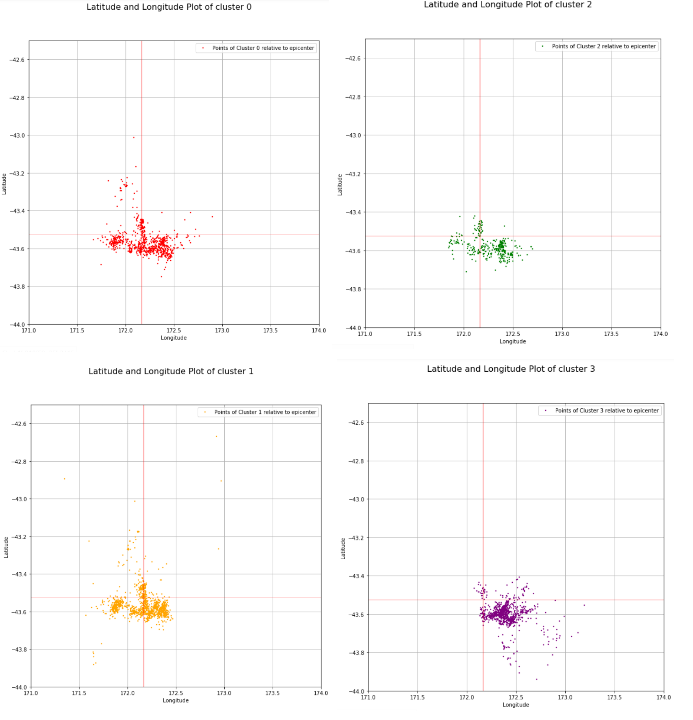 Latitude and Longitude Plot of cluster 0
Points of Cluster 0 relative to epicenter
−42.6
−42.8
−43.0
−43.2
−43.4
−43.6
−43.8
−44.0
Latitude
171.0 171.5 172.0 172.5 173.0 173.5 174.0
Longitude
Latitude and Longitude Plot of cluster 2
Points of Cluster 2 relative to epicenter
−42.6
−42.8
−43.0
−43.2
−43.4
−43.6
−43.8
−44.0
Latitude
171.0 171.5 172.0 172.5 173.0 173.5 174.0
Longitude
Latitude and Longitude Plot of cluster 1
Points of Cluster 1 relative to epicenter
−42.6
−42.8
−43.0
−43.2
−43.4
−43.6
−43.8
−44.0
Latitude
171.0 171.5 172.0 172.5 173.0 173.5 174.0
Longitude
Latitude and Longitude Plot of cluster 3
Points of Cluster 3 relative to epicenter
−42.6
−42.8
−43.0
−43.2
−43.4
−43.6
−43.8
−44.0
Latitude
171.0 171.5 172.0 172.5 173.0 173.5 174.0
Longitude